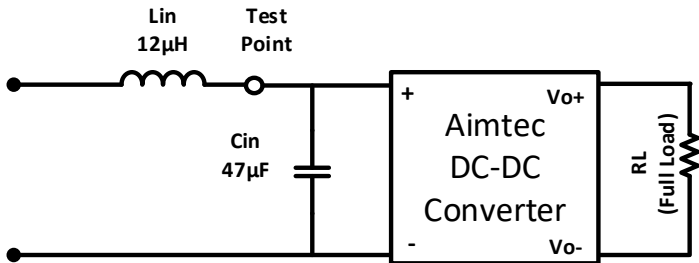 Lin
12µH
Test
Point
Cin
47µF
+
-
Aimtec
DC-DC
Converter
Vo+
Vo-
RL
(Full Load)